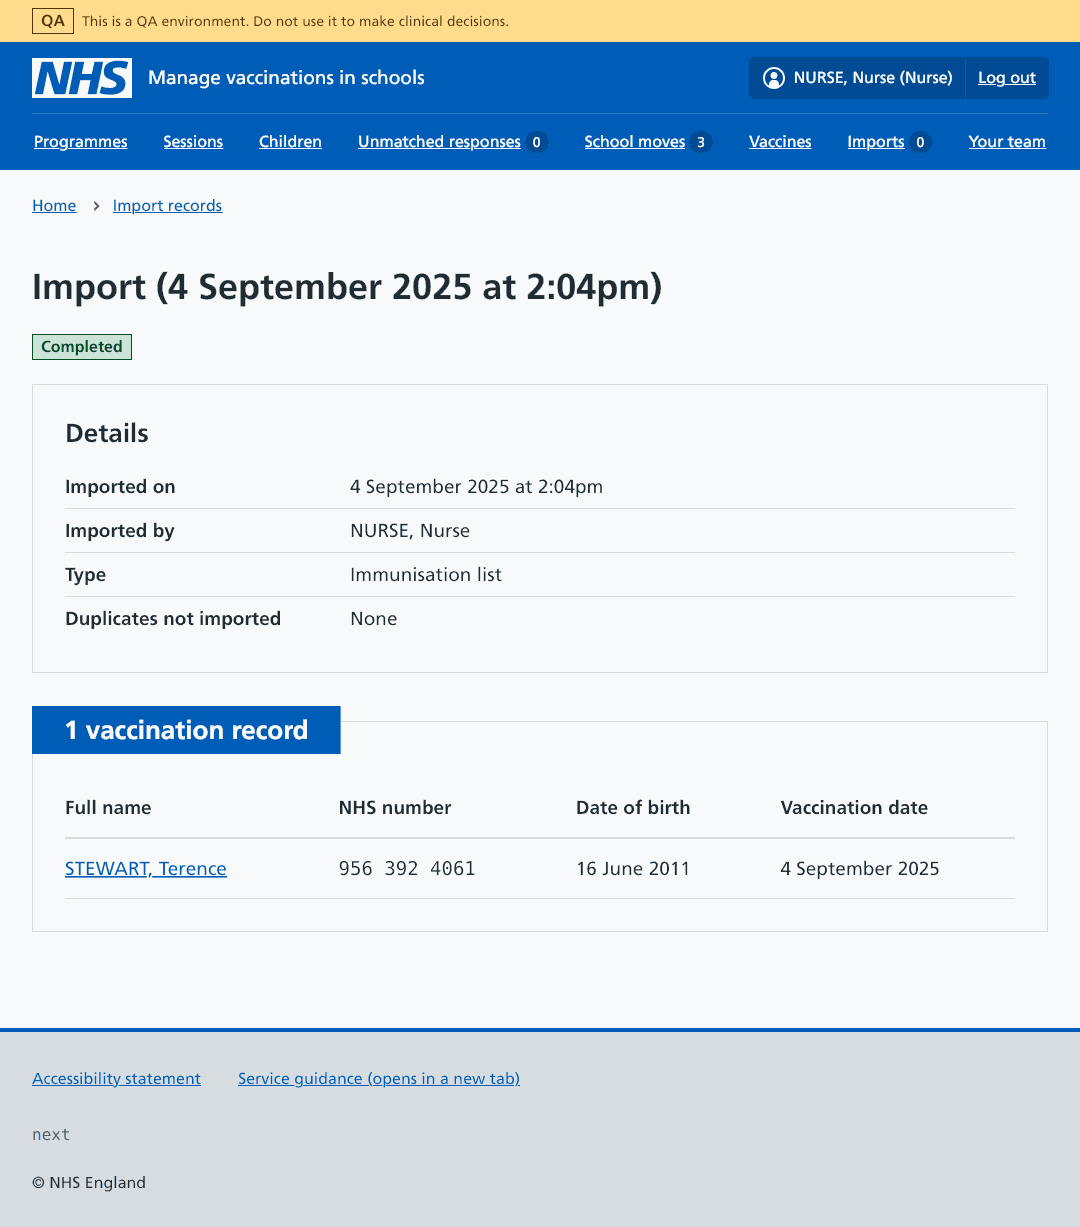 QA This is a QA environment. Do not use it to make clinical decisions.
NHS Manage vaccinations in schools NURSE, Nurse (Nurse) Log out
Programmes Sessions Children Unmatched responses 0 School moves 3 Vaccines Imports 0 Your team
Home Import records
Import (4 September 2025 at 2:04pm)
Completed
Details
Imported on 4 September 2025 at 2:04pm
Imported by NURSE, Nurse
Type Immunisation list
Duplicates not imported None
1 vaccination record
Full name NHS number Date of birth Vaccination date
STEWART, Terence 956 392 4061 16 June 2011 4 September 2025
Accessibility statement Service guidance (opens in a new tab)
next
© NHS England